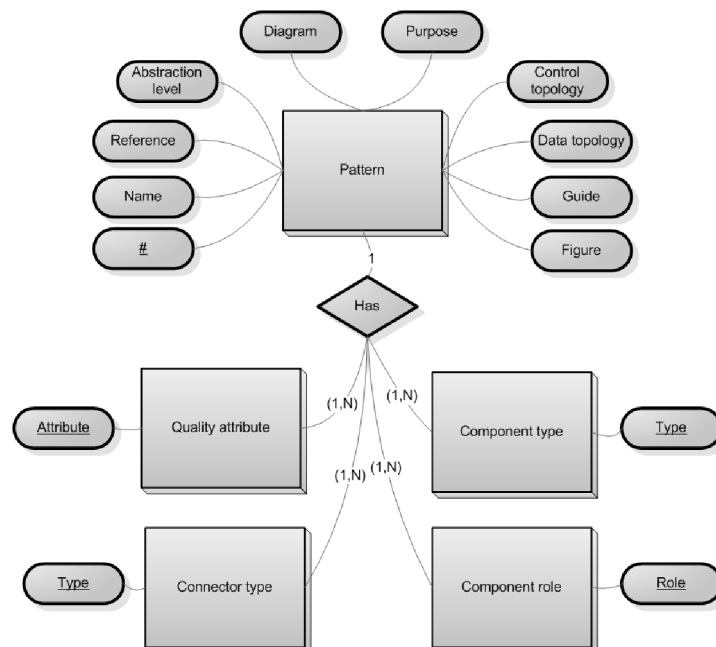 Diagram
Purpose
Abstraction
level
Control
topology
Reference
Data topology
Pattern
Name
Guide
#
Figure
1
Has
(1,N)
(1,N)
Attribute
Quality attribute
Component type
Type
(1,N)
(1,N)
Type
Connector type
Component role
Role